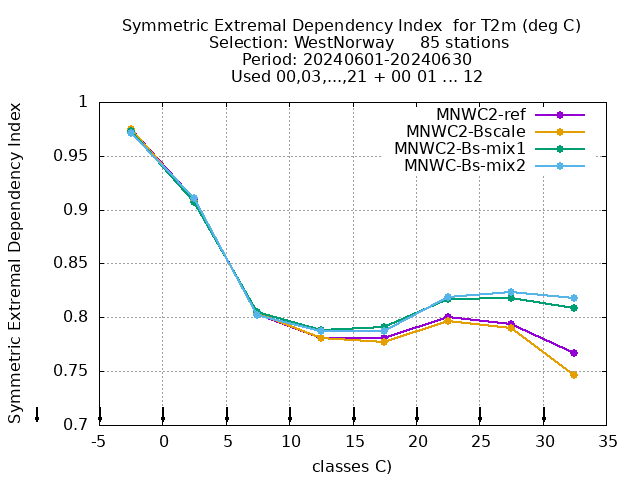 Symmetric Extremal Dependency Index  for T2m (deg C)
Selection: WestNorway     85 stations
Period: 20240601-20240630
Used 00,03,...,21 + 00 01 ... 12
Symmetric Extremal Dependency Index
1
0.95
0.9
0.85
0.8
0.75
0.7
MNWC2-ref
MNWC2-Bscale
MNWC2-Bs-mix1
MNWC-Bs-mix2
-5 0 5 10 15 20 25 30 35
classes C)